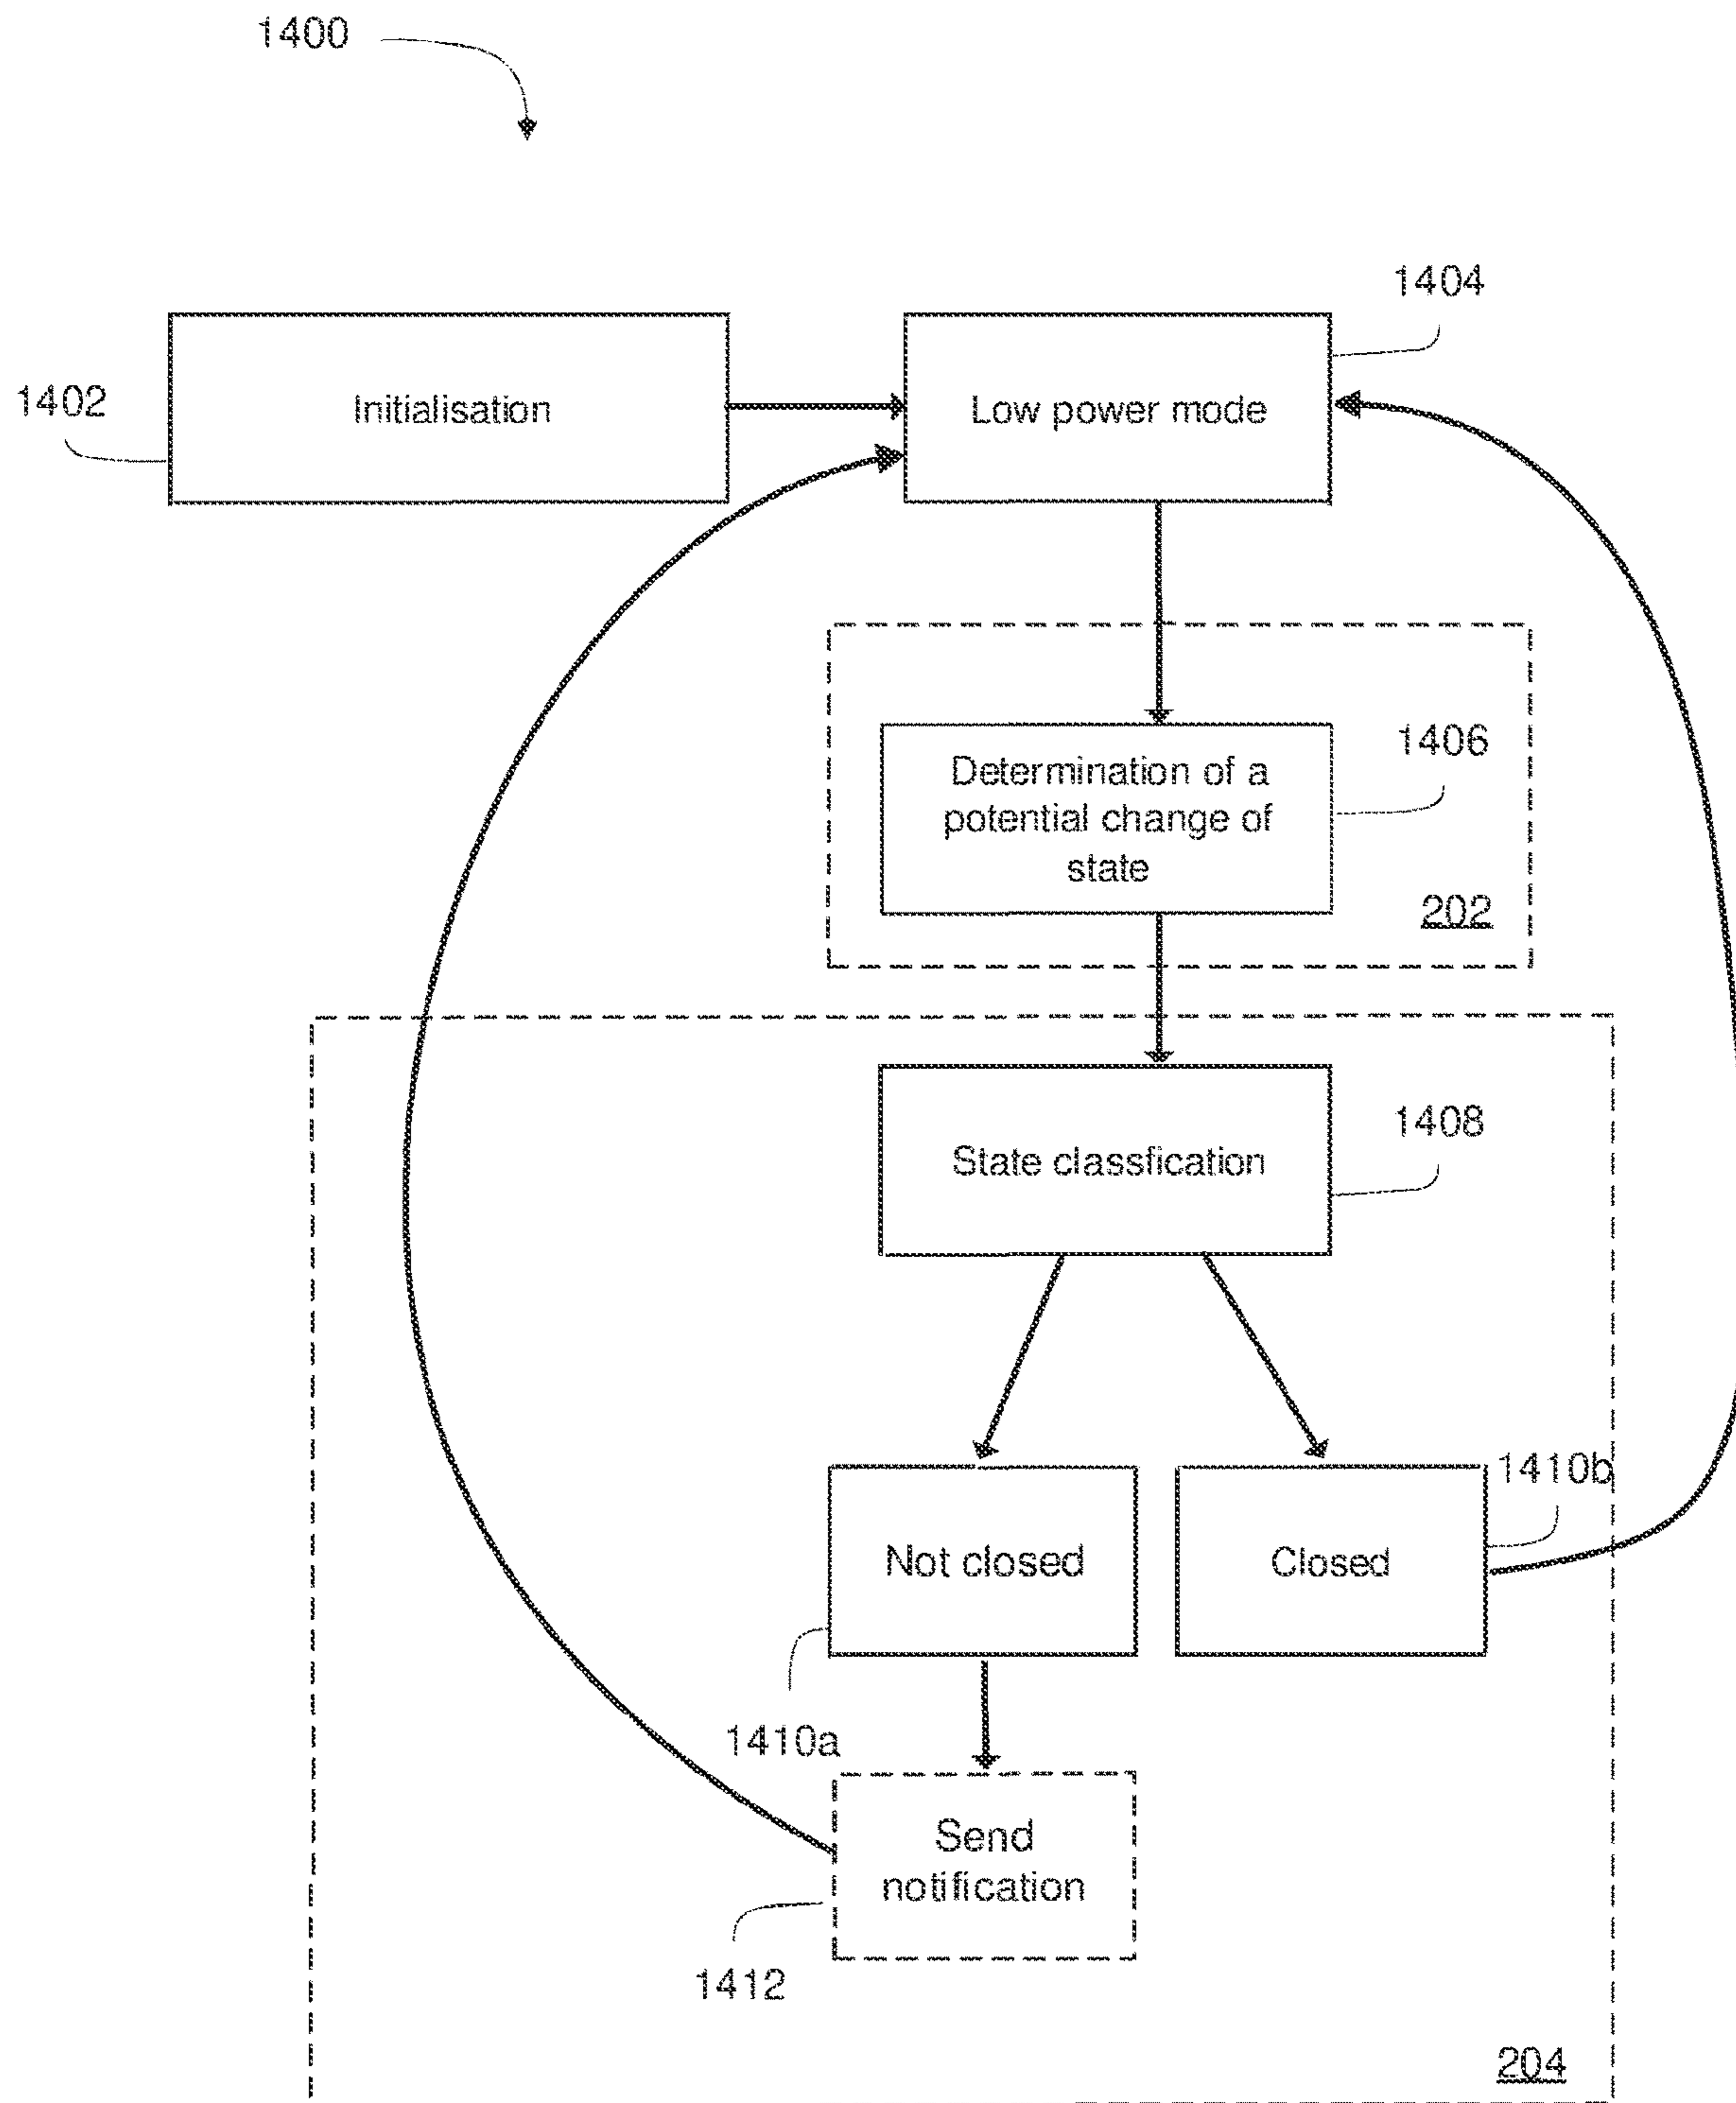 1400
1404
1402
Initialisation
Low power mode
1406
Determination of a
potential change of
state
202
1408
State classfication
1410b
Not closed
Closed
1410a
Send
notification
1412
204